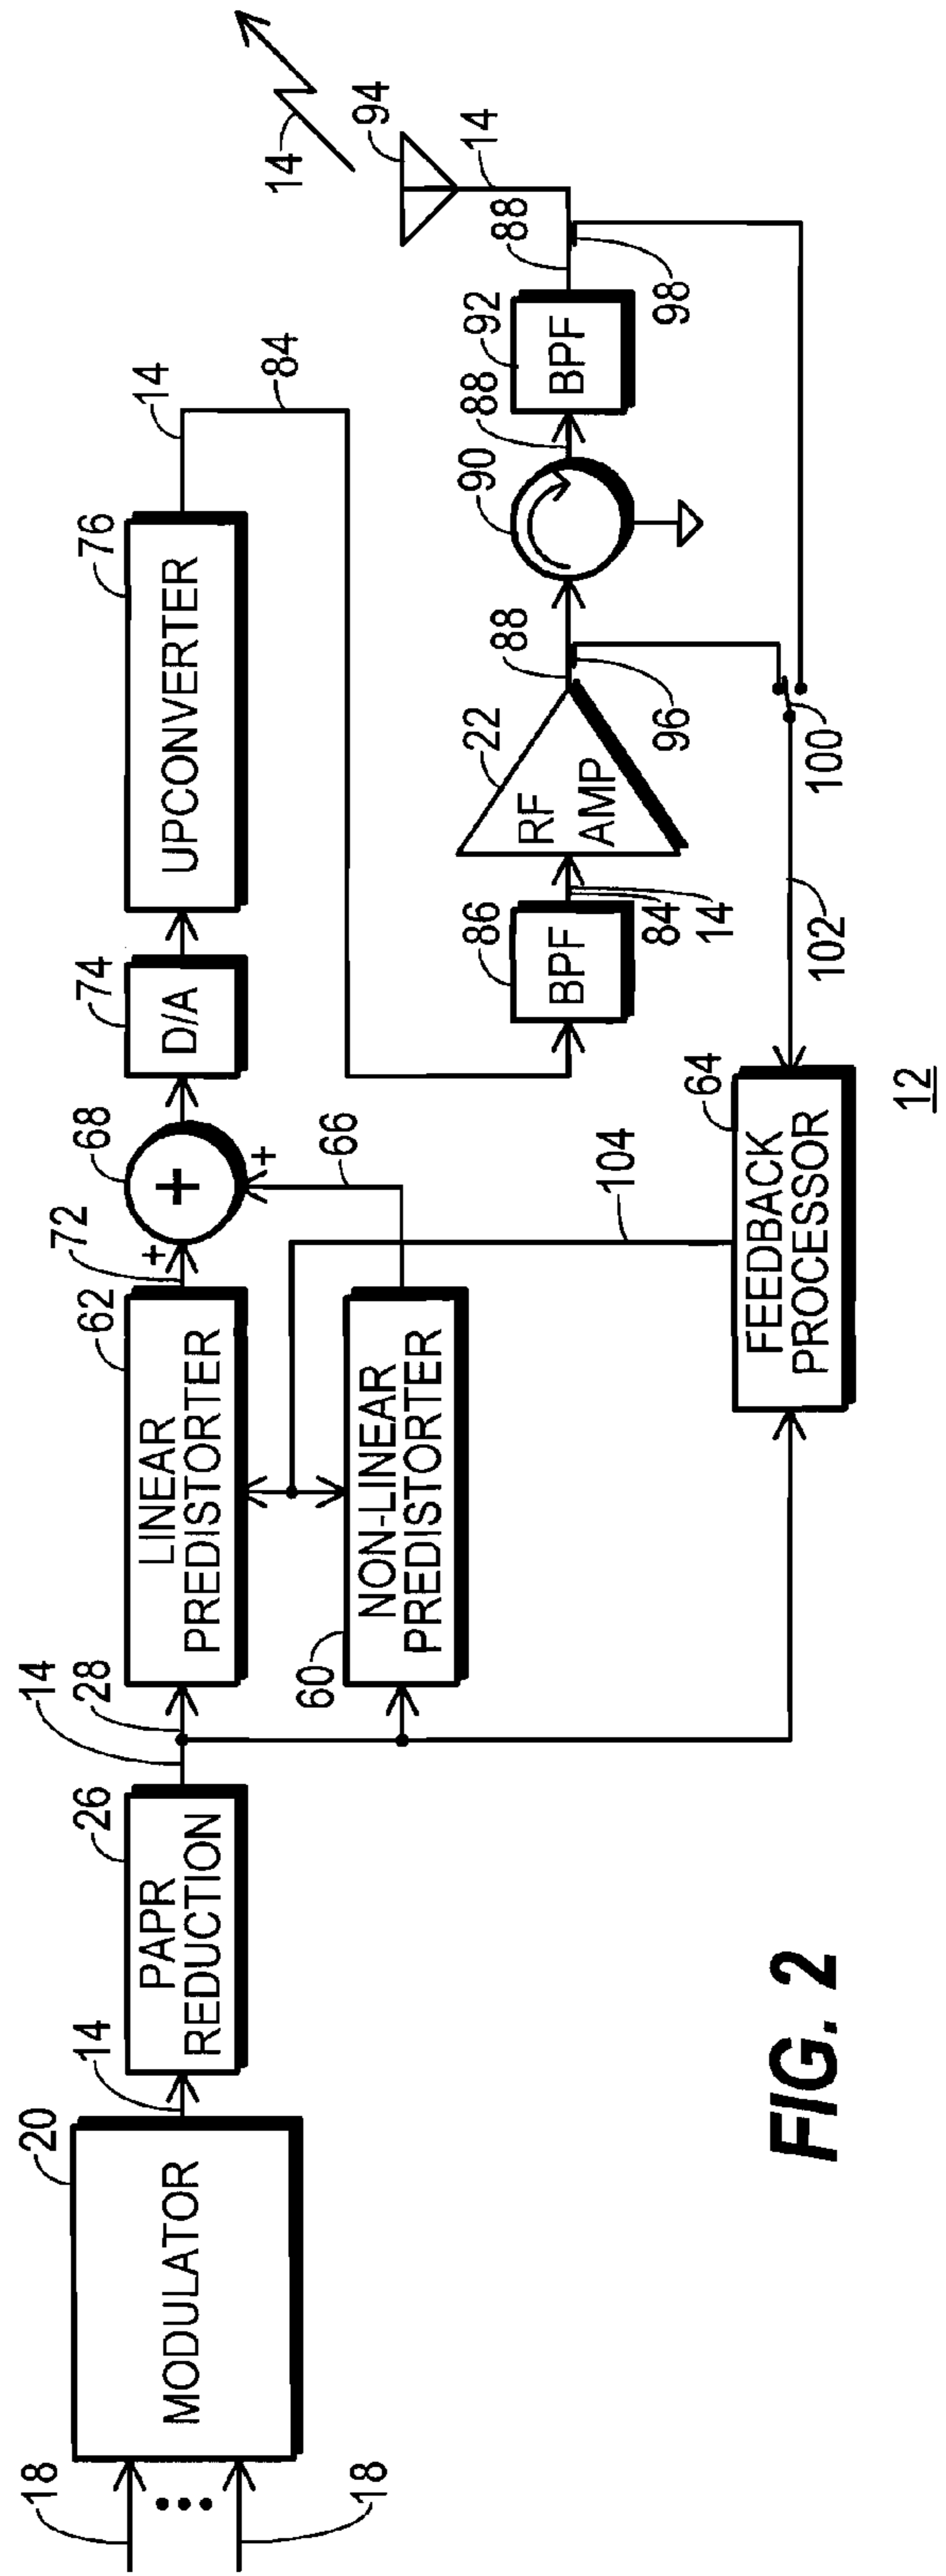 18
18
20
MODULATOR
14
26
PAPR
REDUCTION
14
28
62
LINEAR
PREDISTORTER
72
+
68
+
+
74
D/A
76
UPCONVERTER
14
84
60
NON-LINEAR
PREDISTORTER
66
104
86
BPF
84
14
22
RF
AMP
88
96
90
88
92
BPF
88
98
14
94
14
100
102
64
FEEDBACK
PROCESSOR
12
FIG. 2